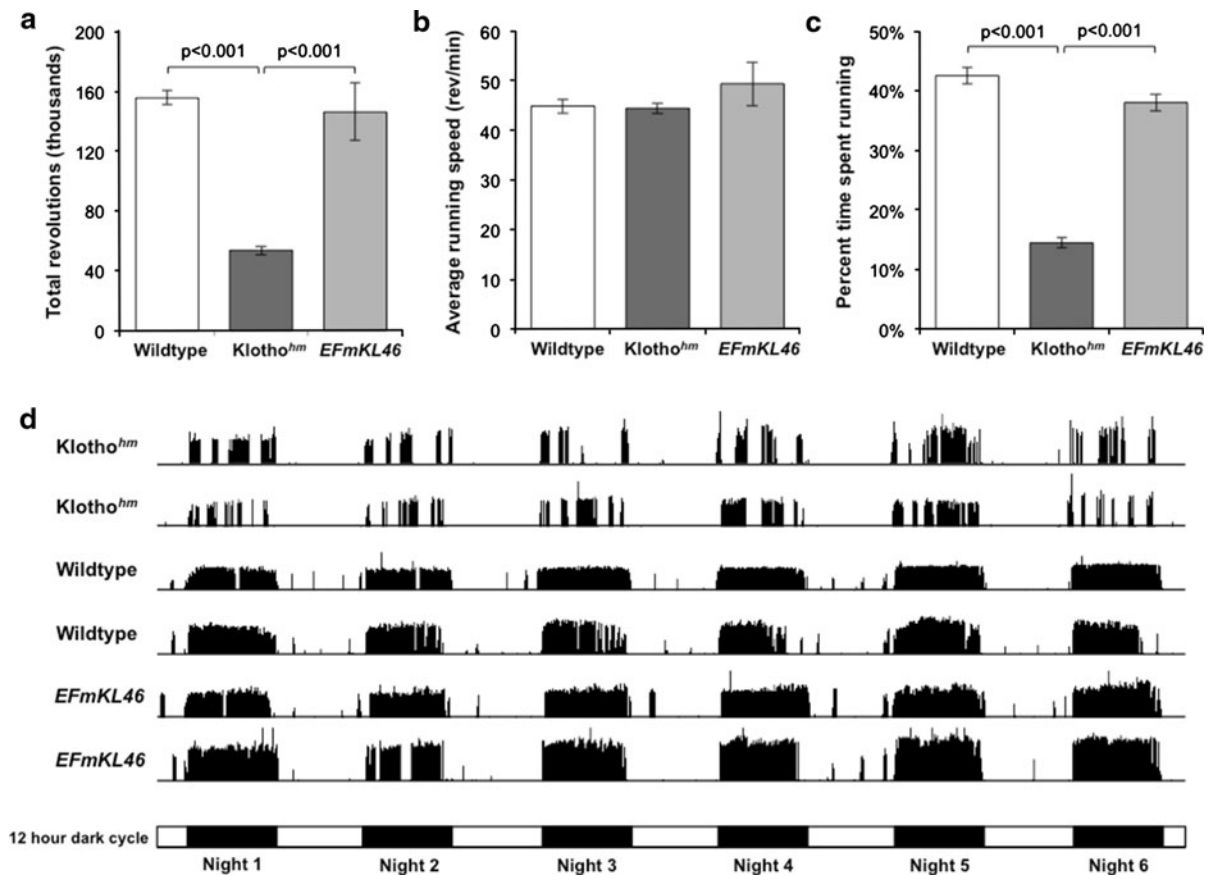 a
Total revolutions (thousands)
200
160
120
80
40
0
p<0.001
p<0.001
Wildtype
Klotho^hm
EFmKL46
b
Average running speed (rev/min)
60
50
40
30
20
10
0
Wildtype
Klotho^hm
EFmKL46
c
Percent time spent running
50%
40%
30%
20%
10%
0%
p<0.001
p<0.001
Wildtype
Klotho^hm
EFmKL46
d
Klotho^hm
Klotho^hm
Wildtype
Wildtype
EFmKL46
EFmKL46
12 hour dark cycle
Night 1
Night 2
Night 3
Night 4
Night 5
Night 6